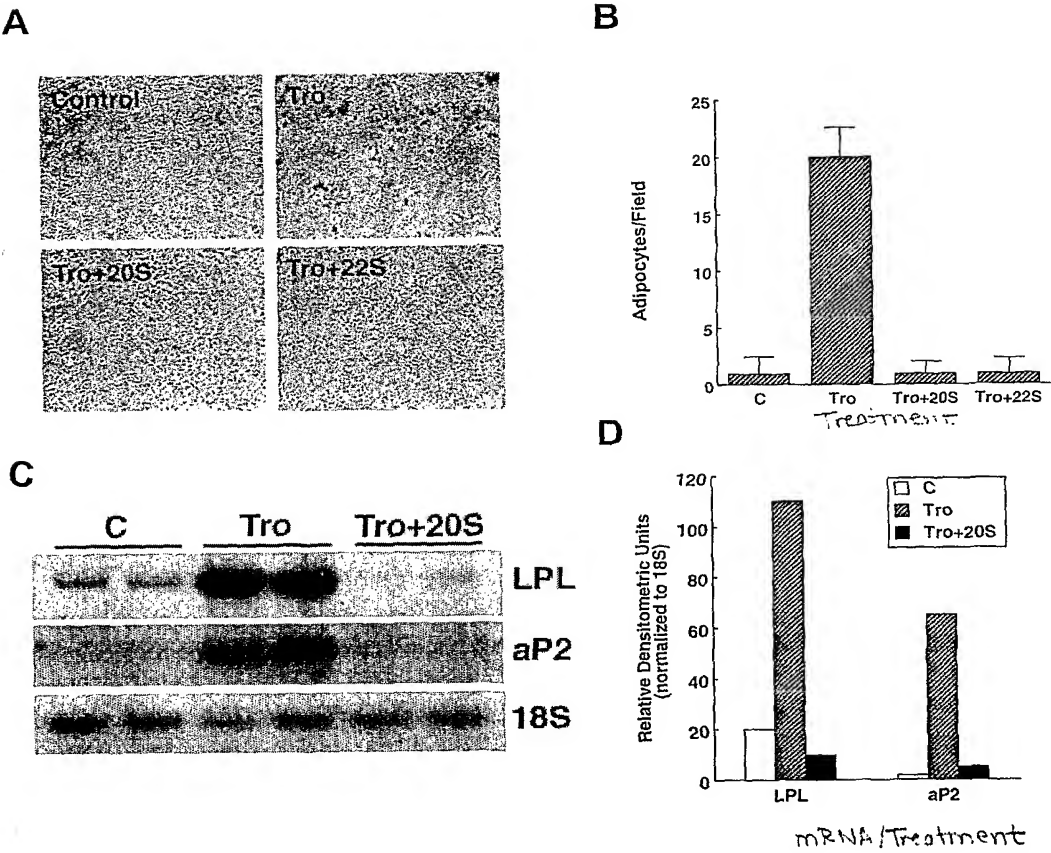 A
Control
Tro
Tro+20S
Tro+22S
B
Adipocytes/Field
25
20
15
10
5
0
C
Tro
Tro+20S
Tro+22S
Treatment
C
C
Tro
Tro+20S
LPL
aP2
18S
D
Relative Densitometric Units
(normalized to 18S)
120
100
80
60
40
20
0
C
Tro
Tro+20S
LPL
aP2
mRNA/Treatment